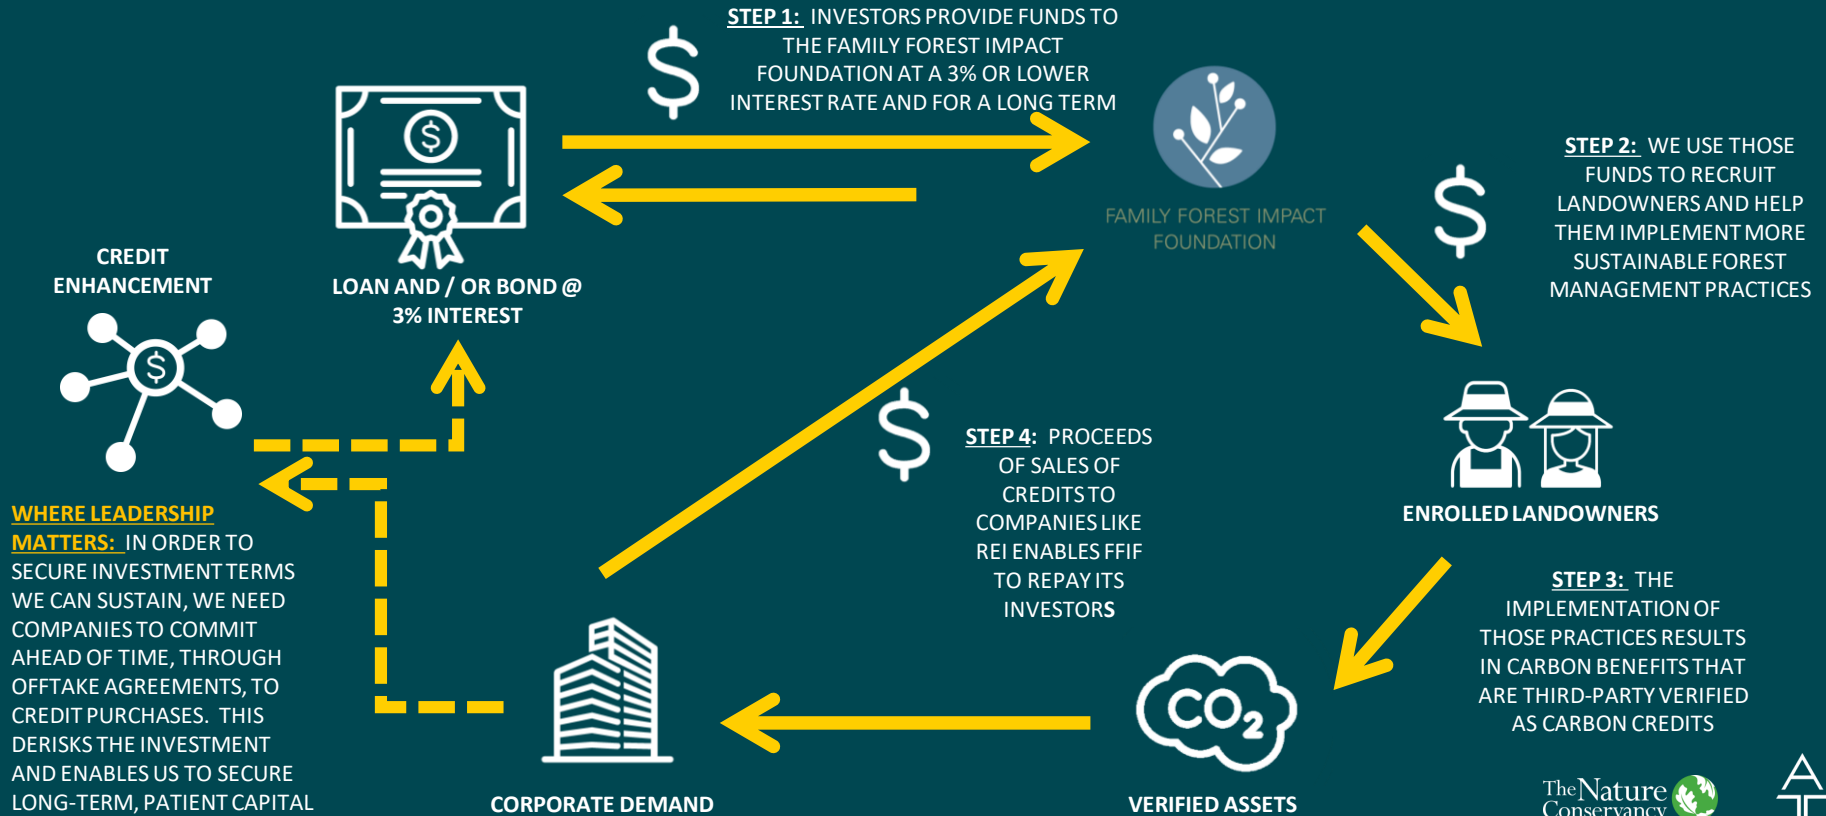 STEP 1: INVESTORS PROVIDE FUNDS TO
THE FAMILY FOREST IMPACT
FOUNDATION AT A 3% OR LOWER
INTEREST RATE AND FOR A LONG TERM
$
$
LOAN AND / OR BOND @
3% INTEREST
FAMILY FOREST IMPACT
FOUNDATION
$
STEP 2: WE USE THOSE
FUNDS TO RECRUIT
LANDOWNERS AND HELP
THEM IMPLEMENT MORE
SUSTAINABLE FOREST
MANAGEMENT PRACTICES
CREDIT
ENHANCEMENT
$
WHERE LEADERSHIP
MATTERS: IN ORDER TO
SECURE INVESTMENT TERMS
WE CAN SUSTAIN, WE NEED
COMPANIES TO COMMIT
AHEAD OF TIME, THROUGH
OFFTAKE AGREEMENTS, TO
CREDIT PURCHASES. THIS
DERISKS THE INVESTMENT
AND ENABLES US TO SECURE
LONG-TERM, PATIENT CAPITAL
$
STEP 4: PROCEEDS
OF SALES OF
CREDITS TO
COMPANIES LIKE
REI ENABLES FFIF
TO REPAY ITS
INVESTORS
ENROLLED LANDOWNERS
STEP 3: THE
IMPLEMENTATION OF
THOSE PRACTICES RESULTS
IN CARBON BENEFITS THAT
ARE THIRD-PARTY VERIFIED
AS CARBON CREDITS
CO2
CORPORATE DEMAND
VERIFIED ASSETS
The Nature
Conservancy